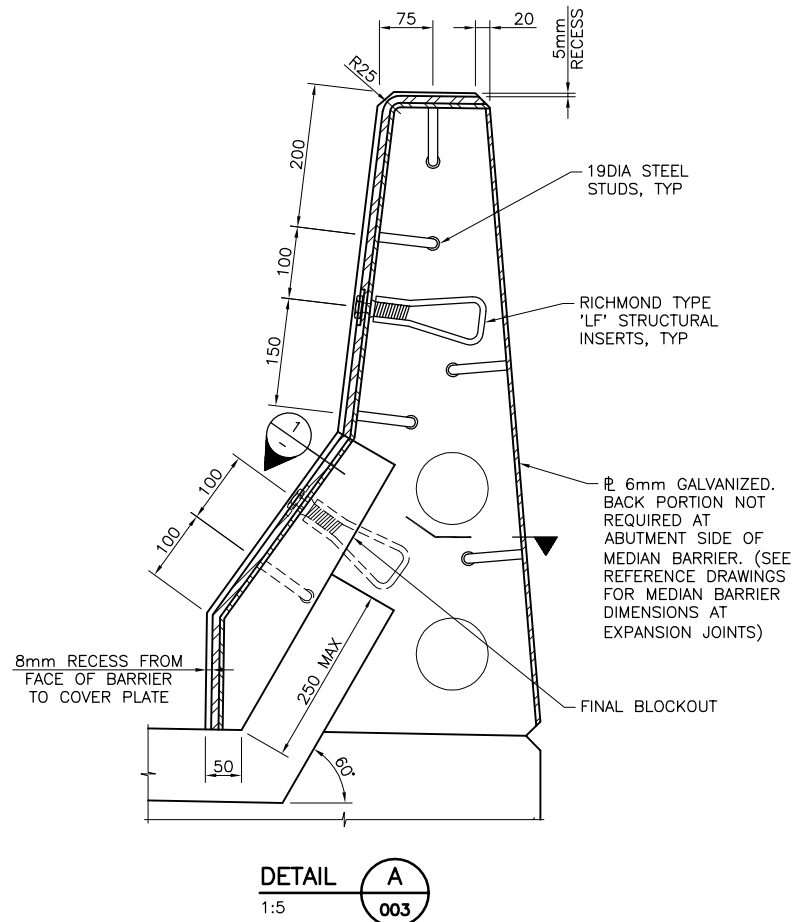 75
20
5mm
RECESS
R25
200
19DIA STEEL
STUDS, TYP
100
RICHMOND TYPE
'LF' STRUCTURAL
INSERTS, TYP
150
1
-
100
100
℄ 6mm GALVANIZED.
BACK PORTION NOT
REQUIRED AT
ABUTMENT SIDE OF
MEDIAN BARRIER. (SEE
REFERENCE DRAWINGS
FOR MEDIAN BARRIER
DIMENSIONS AT
EXPANSION JOINTS)
8mm RECESS FROM
FACE OF BARRIER
TO COVER PLATE
250 MAX
FINAL BLOCKOUT
50
60°
DETAIL
A
1:5
003